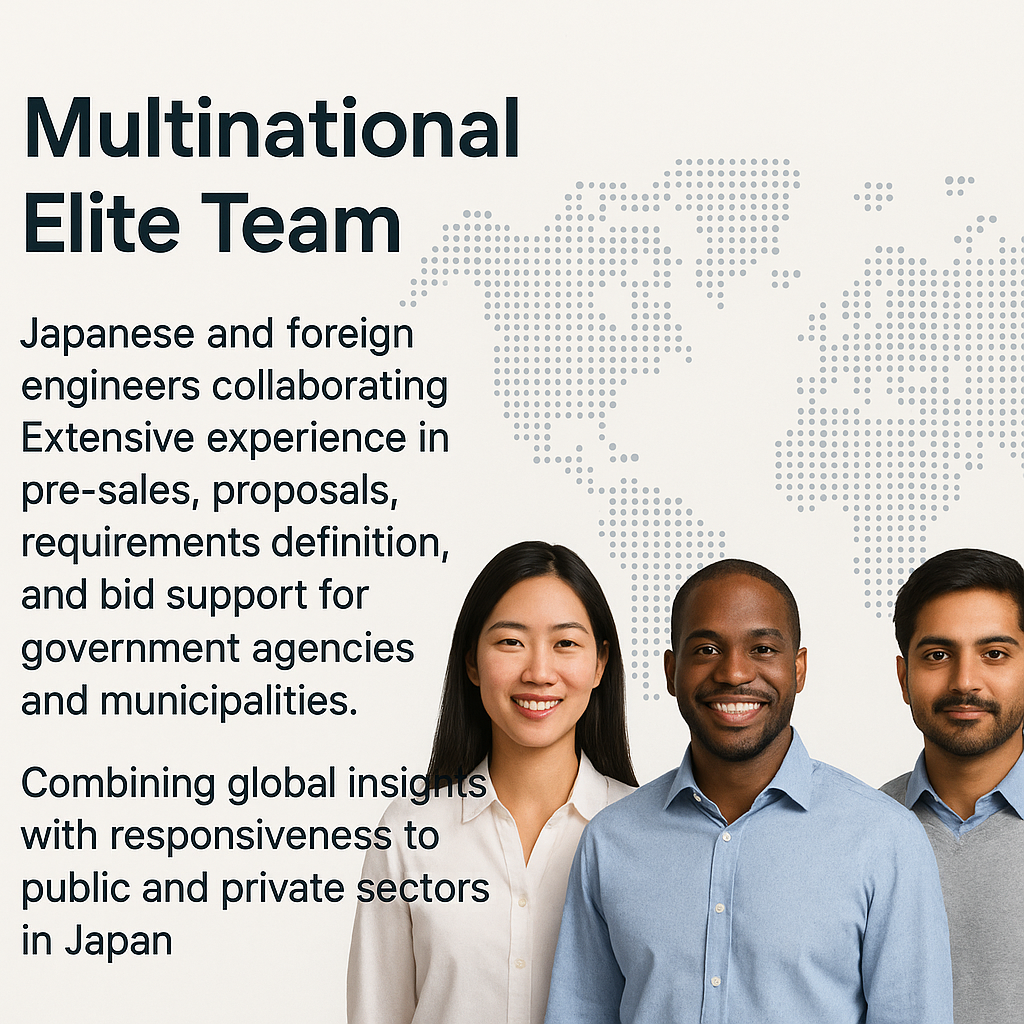 Multinational
Elite Team
Japanese and foreign
engineers collaborating
Extensive experience in
pre-sales, proposals,
requirements definition,
and bid support for
government agencies
and municipalities.
Combining global insights
with responsiveness to
public and private sectors
in Japan